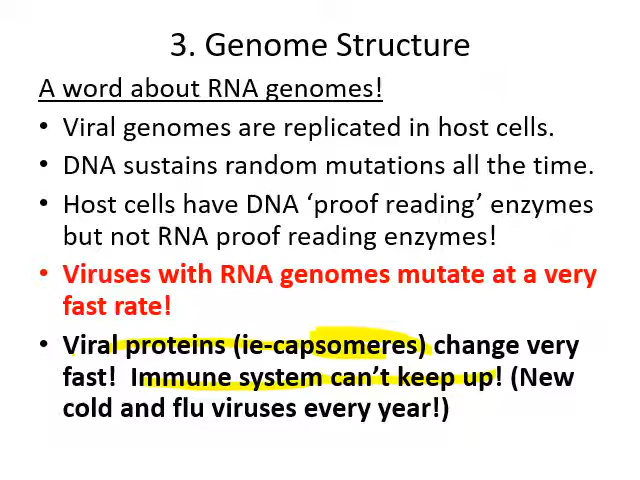 3. Genome Structure
A word about RNA genomes!
• Viral genomes are replicated in host cells.
• DNA sustains random mutations all the time.
• Host cells have DNA ‘proof reading’ enzymes
but not RNA proof reading enzymes!
• Viruses with RNA genomes mutate at a very
fast rate!
• Viral proteins (ie-capsomeres) change very
fast!  Immune system can’t keep up! (New
cold and flu viruses every year!)